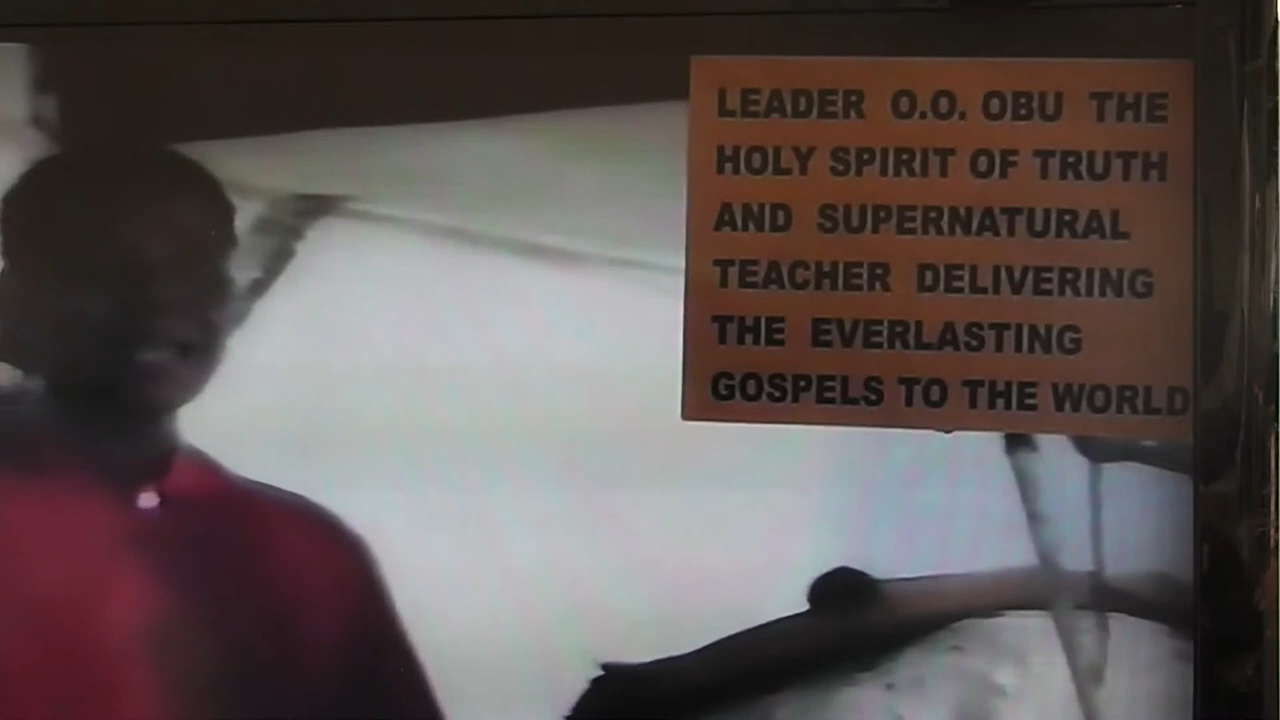 LEADER O.O. OBU THE
HOLY SPIRIT OF TRUTH
AND SUPERNATURAL
TEACHER DELIVERING
THE EVERLASTING
GOSPELS TO THE WORLD